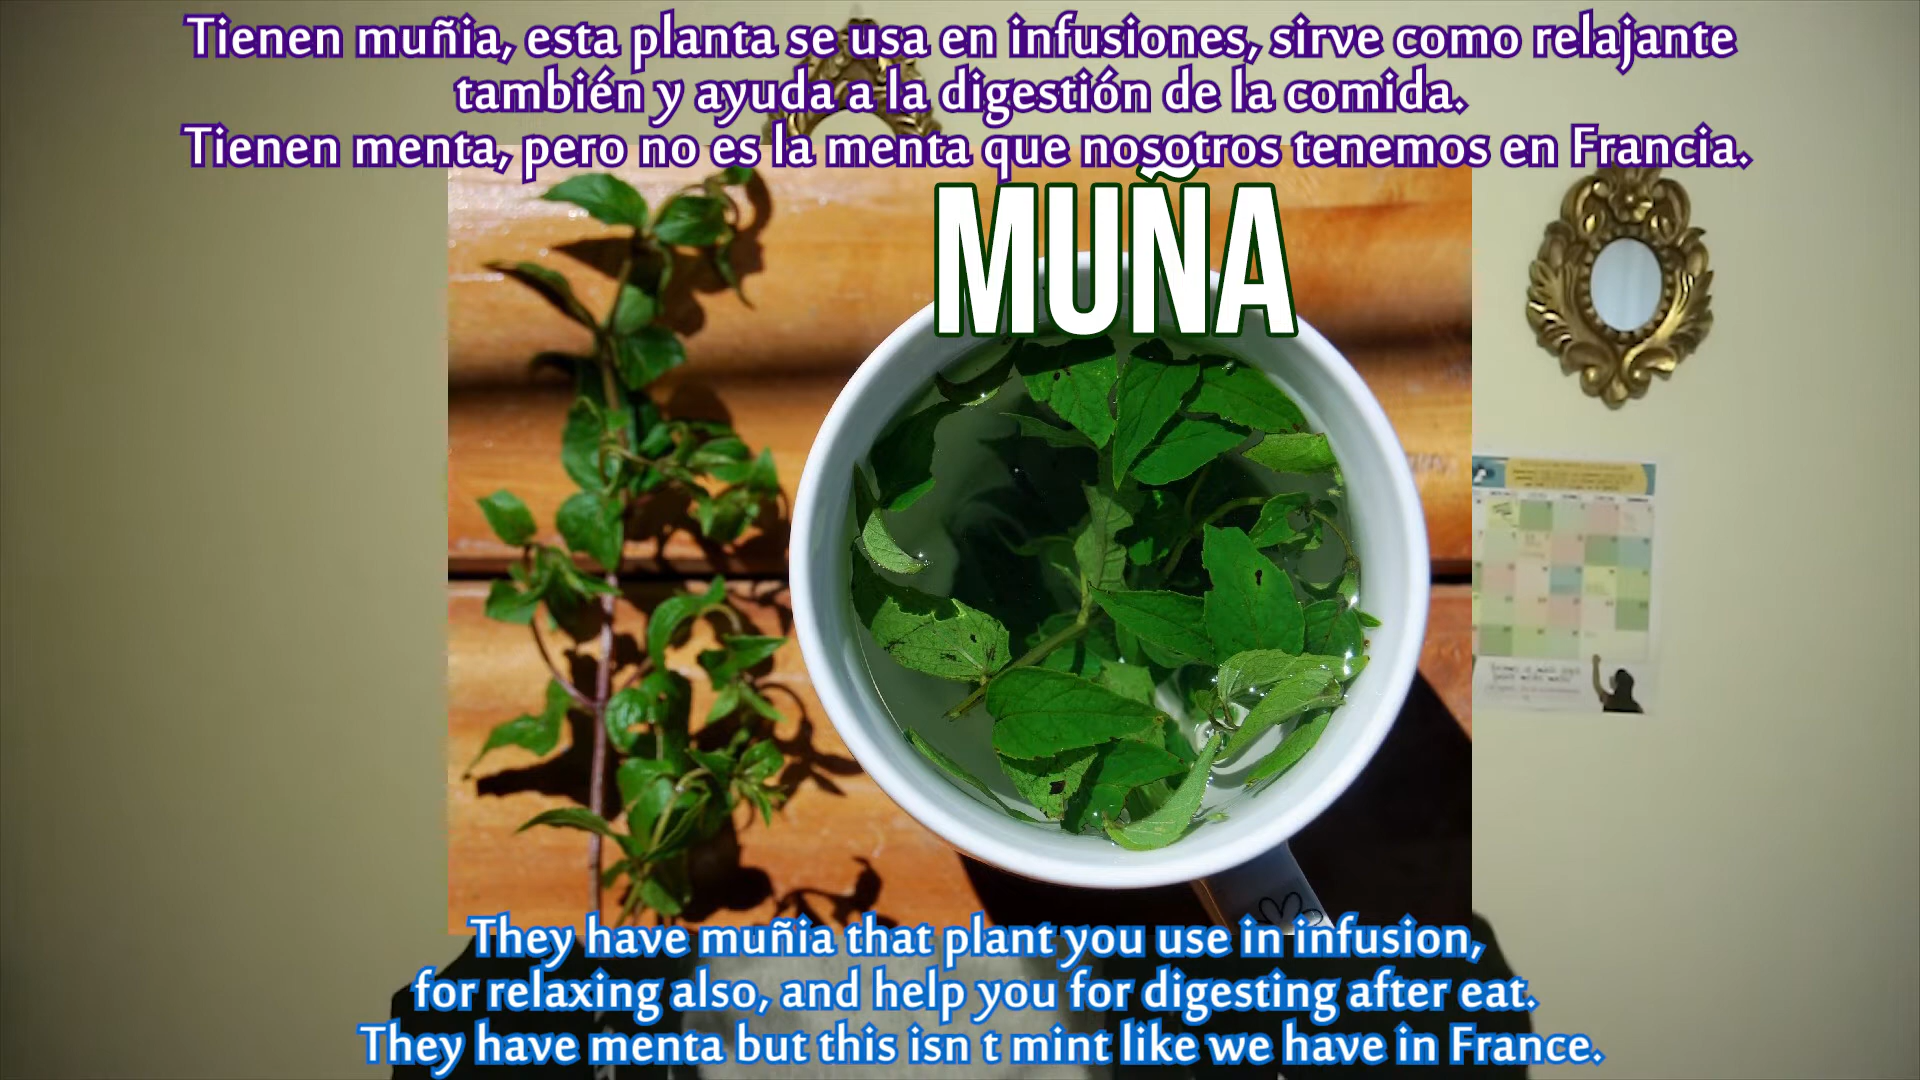 Tienen muñia, esta planta se usa en infusiones, sirve como relajante
también y ayuda a la digestión de la comida.
Tienen menta, pero no es la menta que nosotros tenemos en Francia.
MUÑA
They have muñia that plant you use in infusion,
for relaxing also, and help you for digesting after eat.
They have menta but this isn t mint like we have in France.